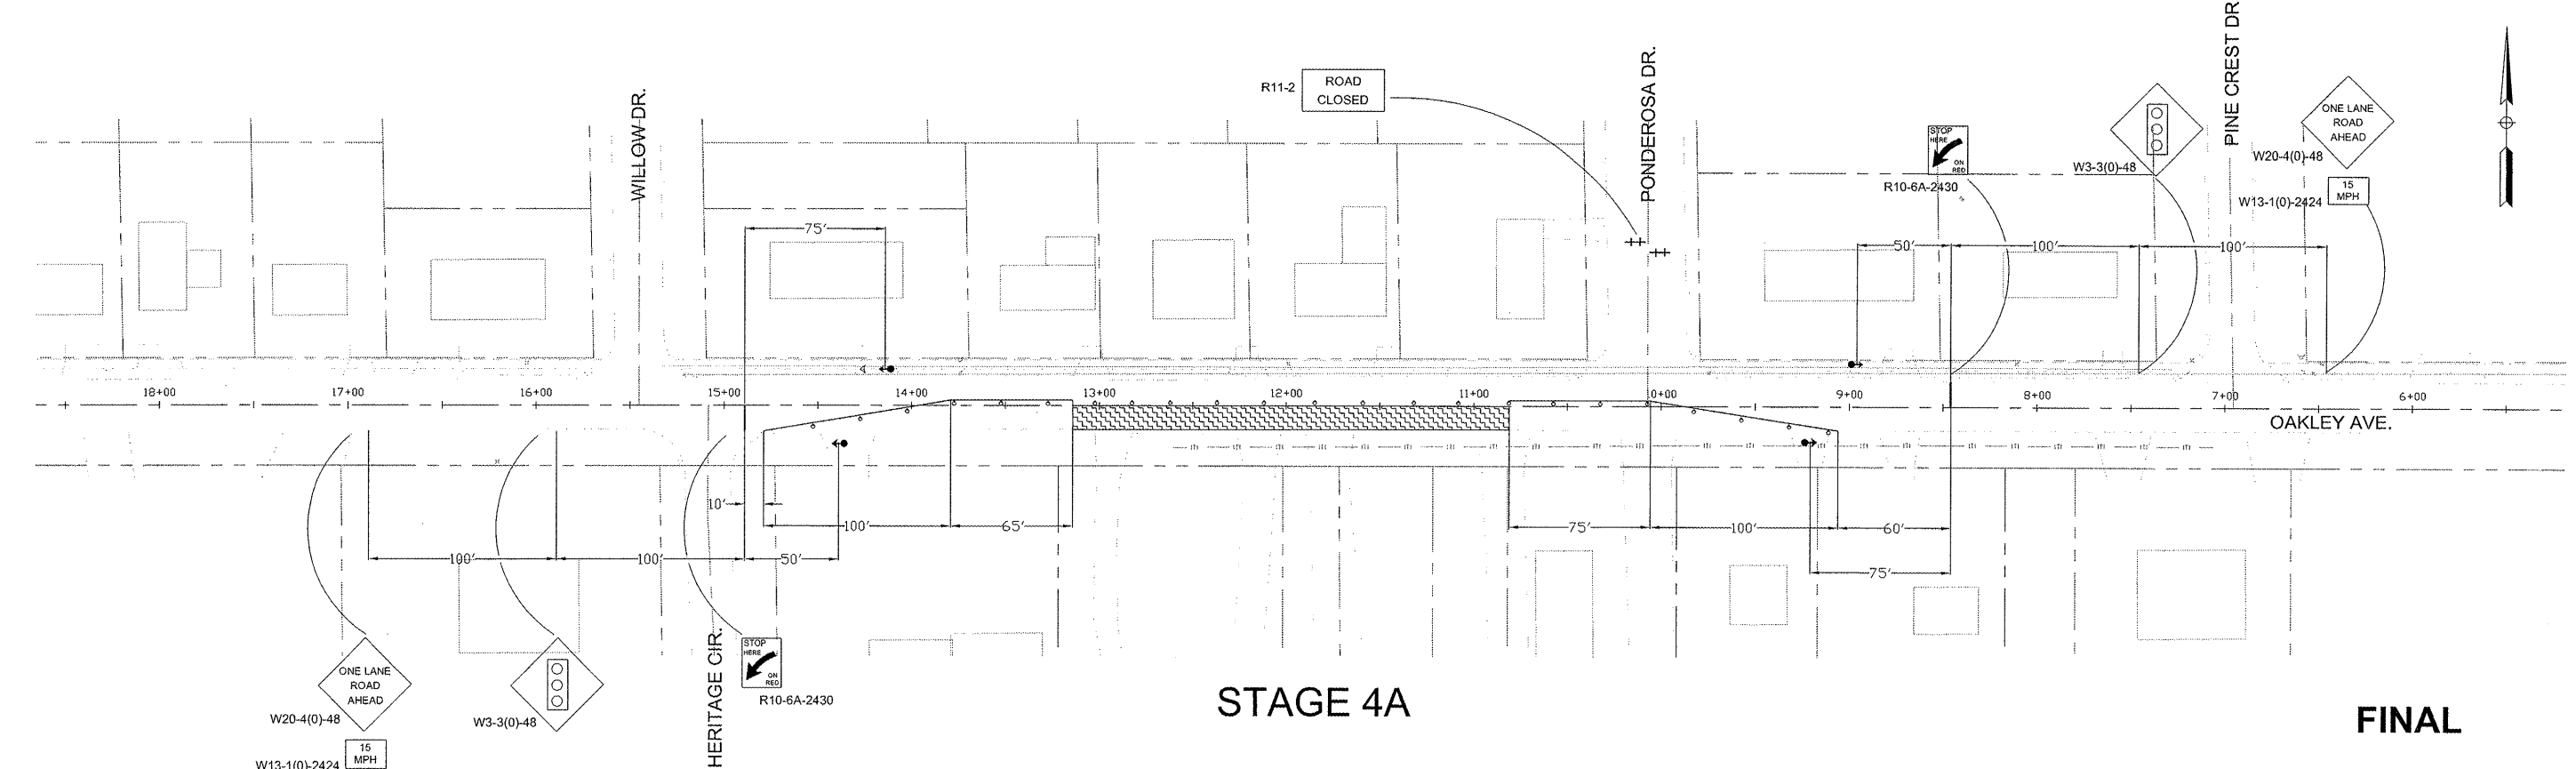 PINE CREST DR
R11-2
ROAD
CLOSED
PONDEROSA DR.
WILLOW DR.
STOP
HERE
ON
RED
R10-6A-2430
W3-3(0)-48
ONE LANE
ROAD
AHEAD
W20-4(0)-48
15
MPH
W13-1(0)-2424
75'
50'
100'
100'
18+00
17+00
16+00
15+00
14+00
13+00
12+00
11+00
0+00
9+00
8+00
7+00
6+00
OAKLEY AVE.
10'
100'
65'
75'
100'
60'
100'
100'
50'
75'
HERITAGE CIR.
STOP
HERE
ON
RED
R10-6A-2430
ONE LANE
ROAD
AHEAD
W20-4(0)-48
W3-3(0)-48
15
MPH
W13-1(0)-2424
STAGE 4A
FINAL